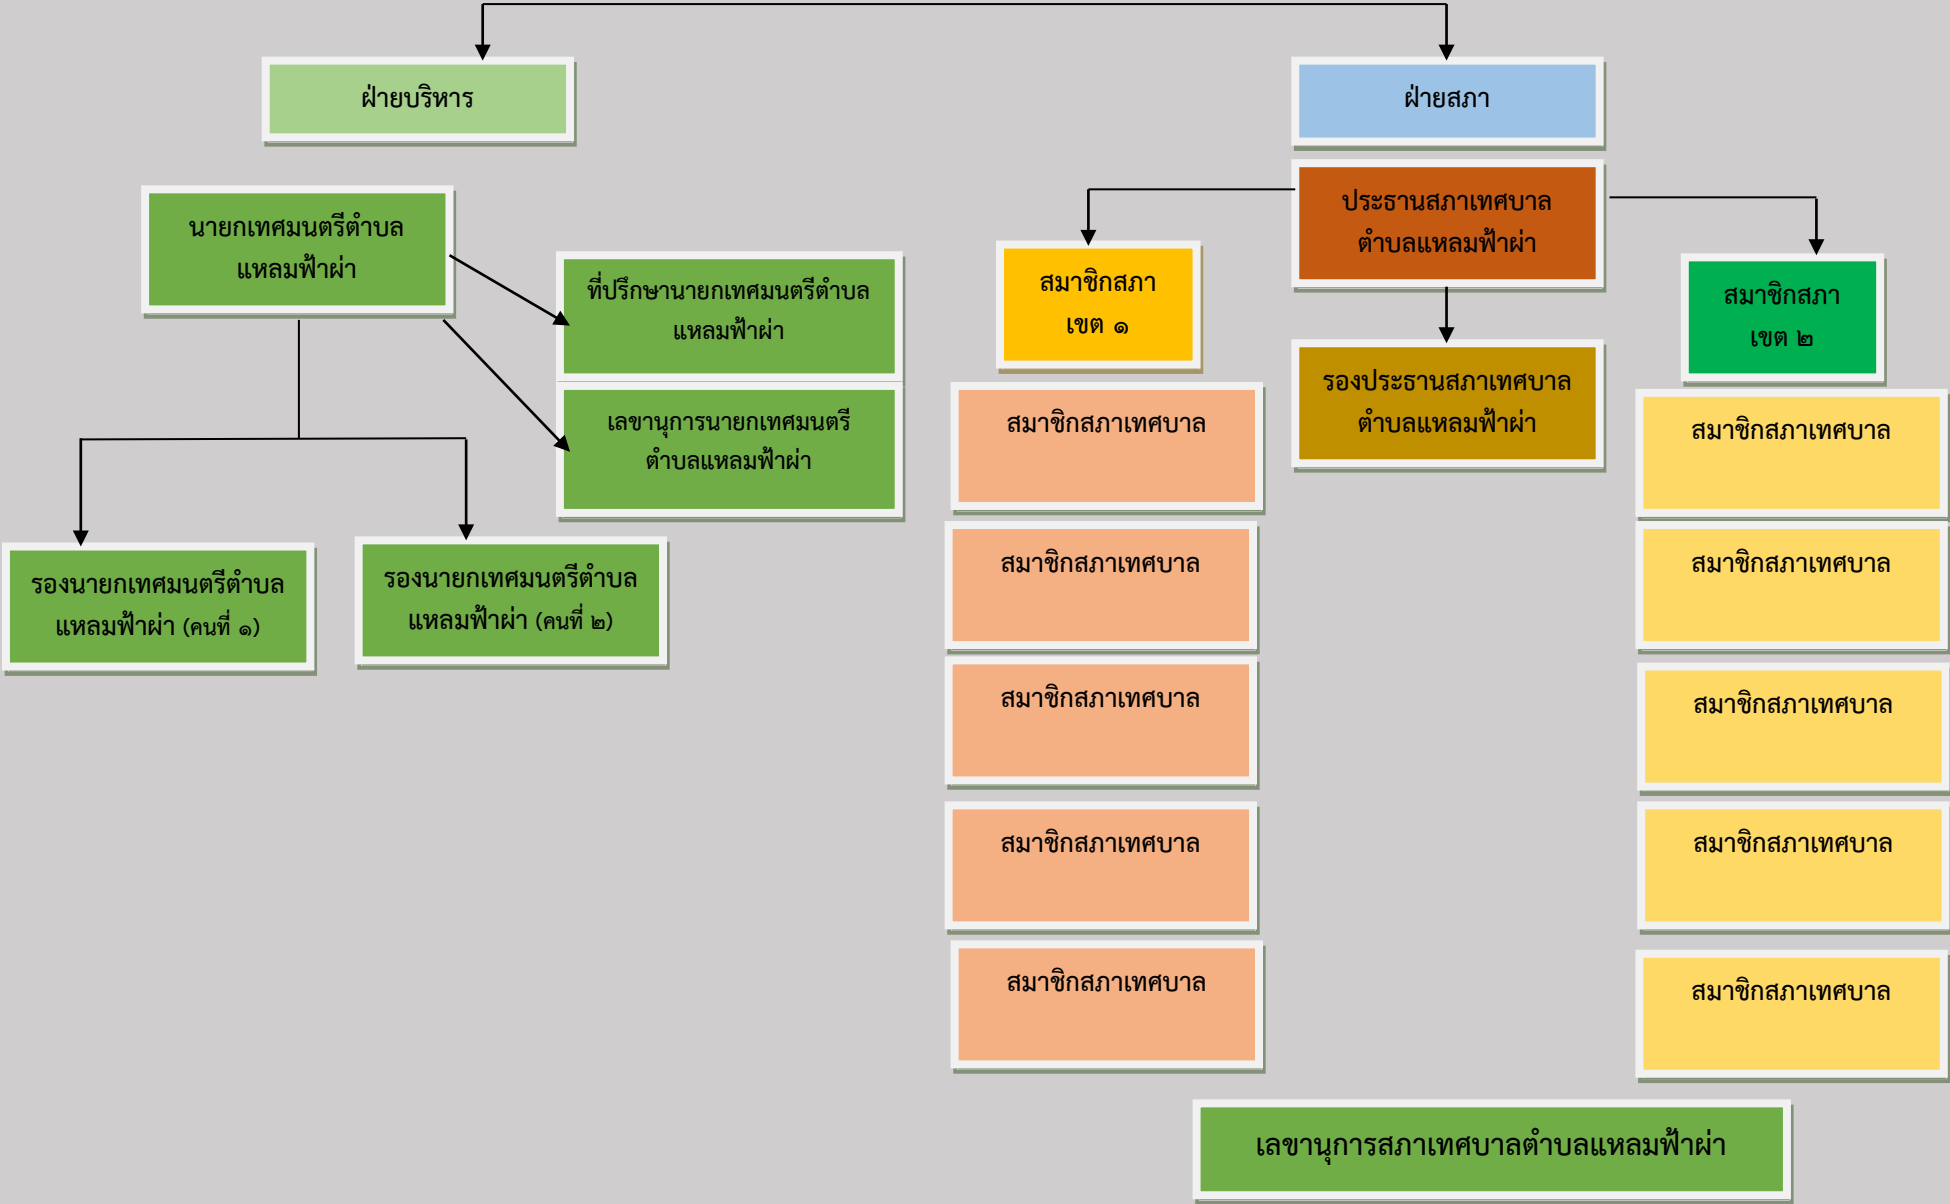 ฝ่ายบริหาร
ฝ่ายสภา
นายกเทศมนตรีตำบล
แหลมฟ้าผ่า
ที่ปรึกษานายกเทศมนตรีตำบล
แหลมฟ้าผ่า
เลขานุการนายกเทศมนตรี
ตำบลแหลมฟ้าผ่า
รองนายกเทศมนตรีตำบล
แหลมฟ้าผ่า (คนที่ ๑)
รองนายกเทศมนตรีตำบล
แหลมฟ้าผ่า (คนที่ ๒)
ประธานสภาเทศบาล
ตำบลแหลมฟ้าผ่า
รองประธานสภาเทศบาล
ตำบลแหลมฟ้าผ่า
สมาชิกสภา
เขต ๑
สมาชิกสภาเทศบาล
สมาชิกสภาเทศบาล
สมาชิกสภาเทศบาล
สมาชิกสภาเทศบาล
สมาชิกสภาเทศบาล
สมาชิกสภา
เขต ๒
สมาชิกสภาเทศบาล
สมาชิกสภาเทศบาล
สมาชิกสภาเทศบาล
สมาชิกสภาเทศบาล
สมาชิกสภาเทศบาล
เลขานุการสภาเทศบาลตำบลแหลมฟ้าผ่า